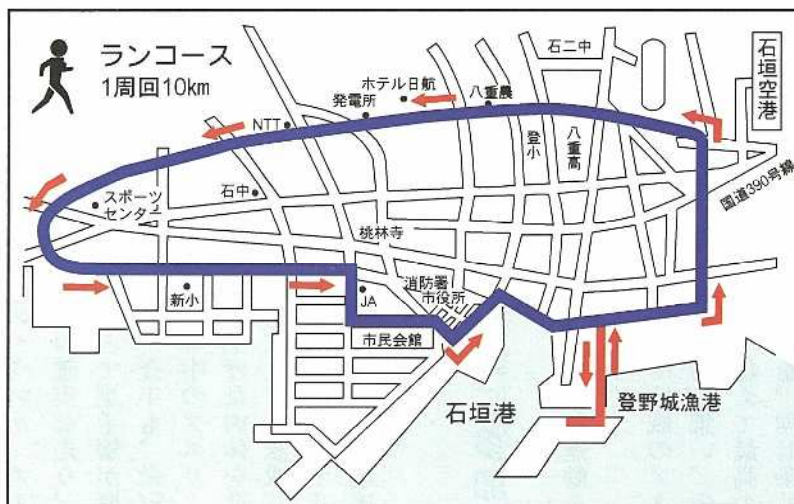 ランコース
1周回10km
石二中
石垣空港
ホテル日航
八重農
発電所
NTT
登小
八重高
国道390号線
石中
スポーツ
センター
桃林寺
新小
JA
消防署
市役所
市民会館
石垣港
登野城漁港